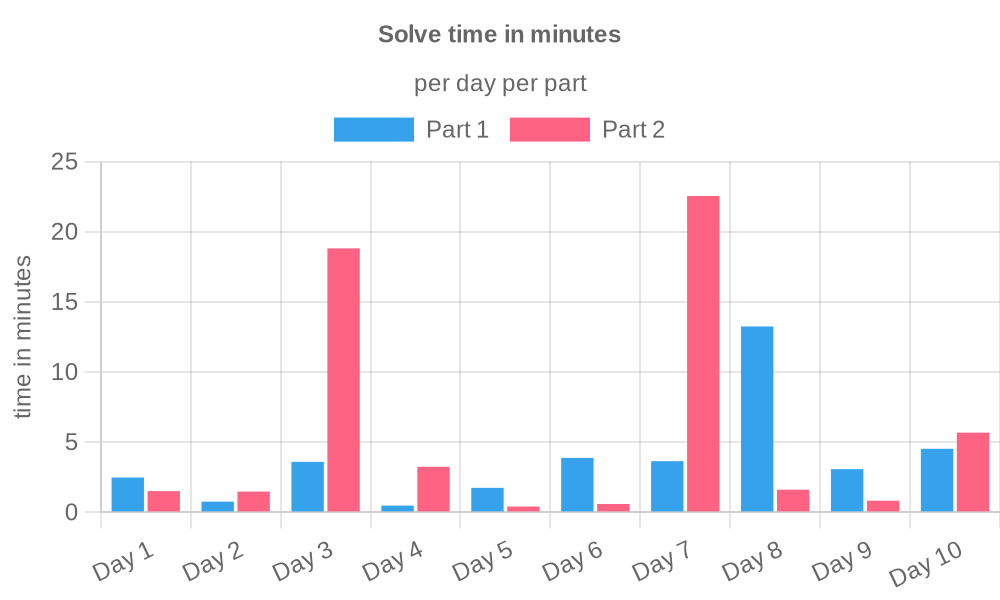 Solve time in minutes
per day per part
Part 1 Part 2
time in minutes
25
20
15
10
5
0
Day 1 Day 2 Day 3 Day 4 Day 5 Day 6 Day 7 Day 8 Day 9 Day 10